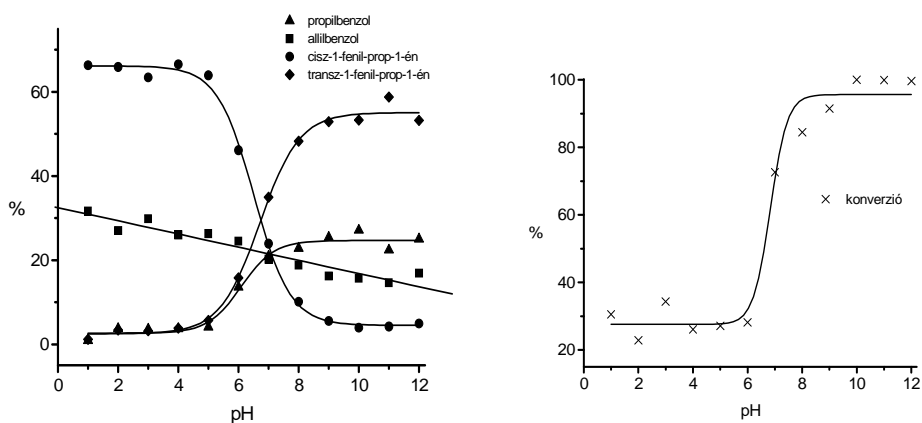 propilbenzol
allilbenzol
cisz-1-fenil-prop-1-én
transz-1-fenil-prop-1-én
60
40
%
20
0
0 2 4 6 8 10 12
pH
100
80
60
%
40
20
konverzió
0 2 4 6 8 10 12
pH